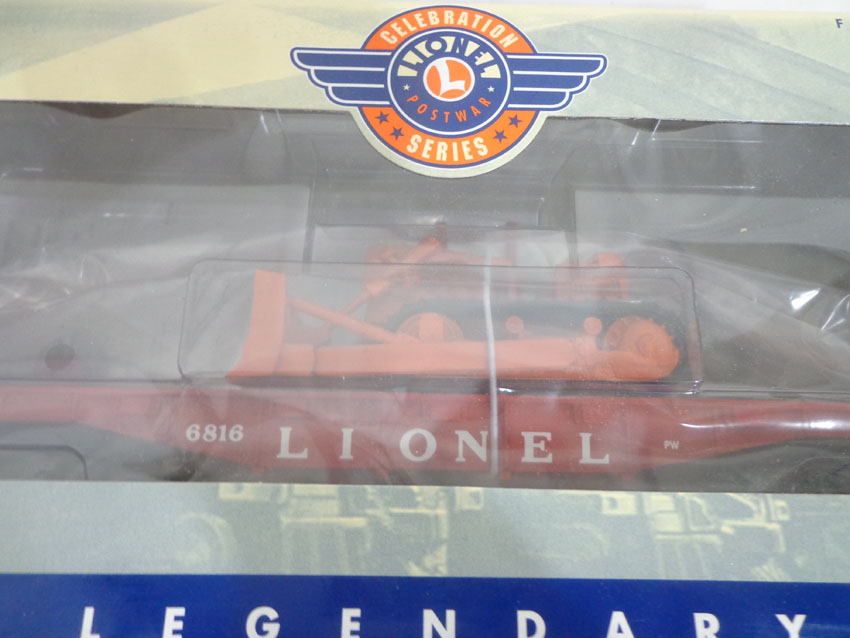 CELEBRATION
LIONEL
L
POSTWAR
SERIES
F
6816 LIONEL PW
LEGENDARY